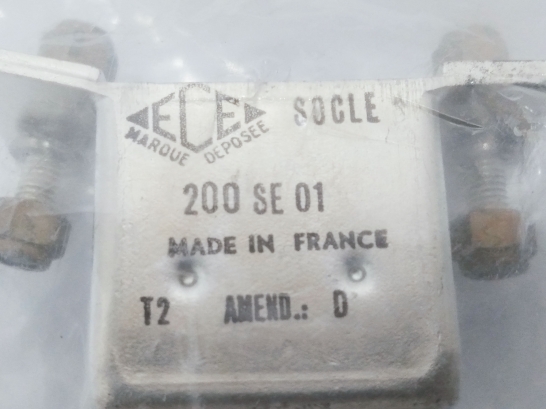 ECE SOCLE
MARQUE DEPOSEE
200 SE 01
MADE IN FRANCE
T2 AMEND.: D